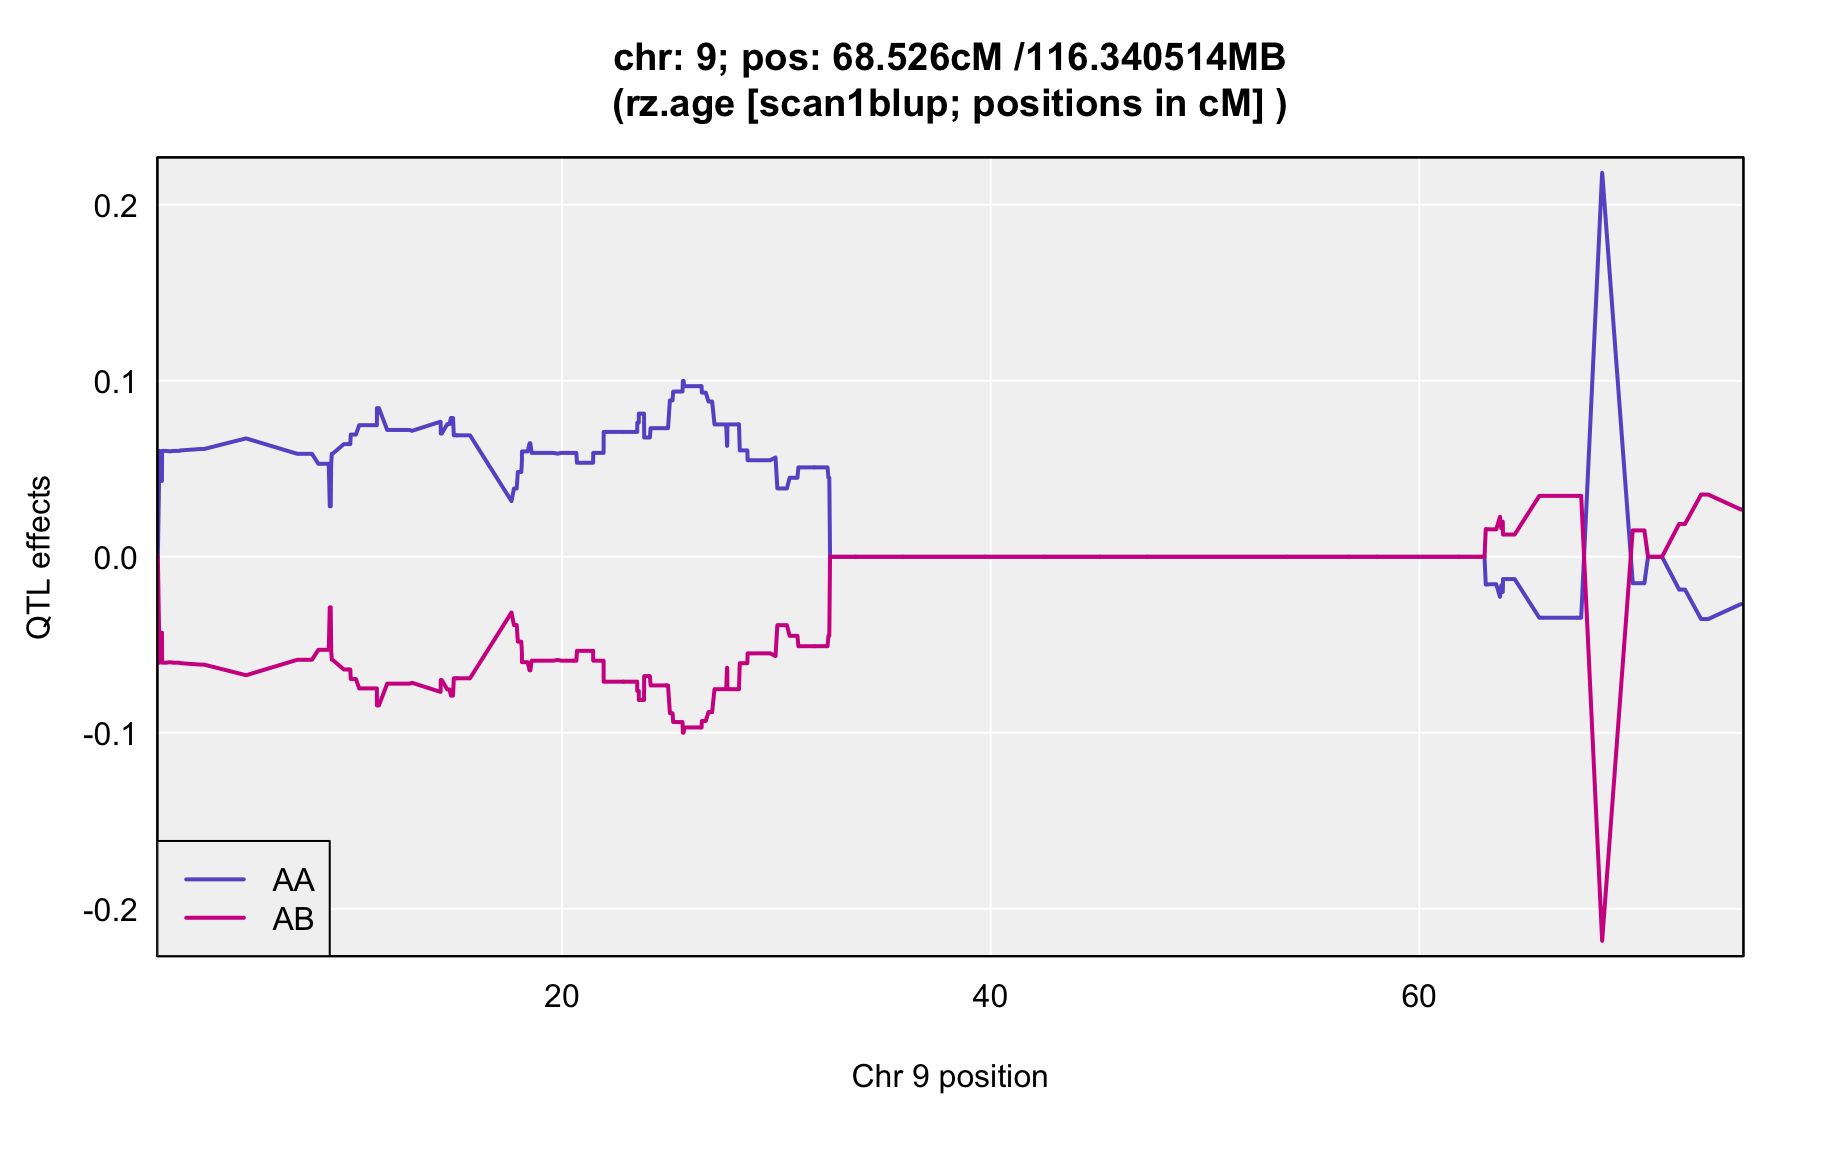 chr: 9; pos: 68.526cM /116.340514MB
(rz.age [scan1blup; positions in cM] )
QTL effects
0.2
0.1
0.0
-0.1
-0.2
AA
AB
20
40
60
Chr 9 position